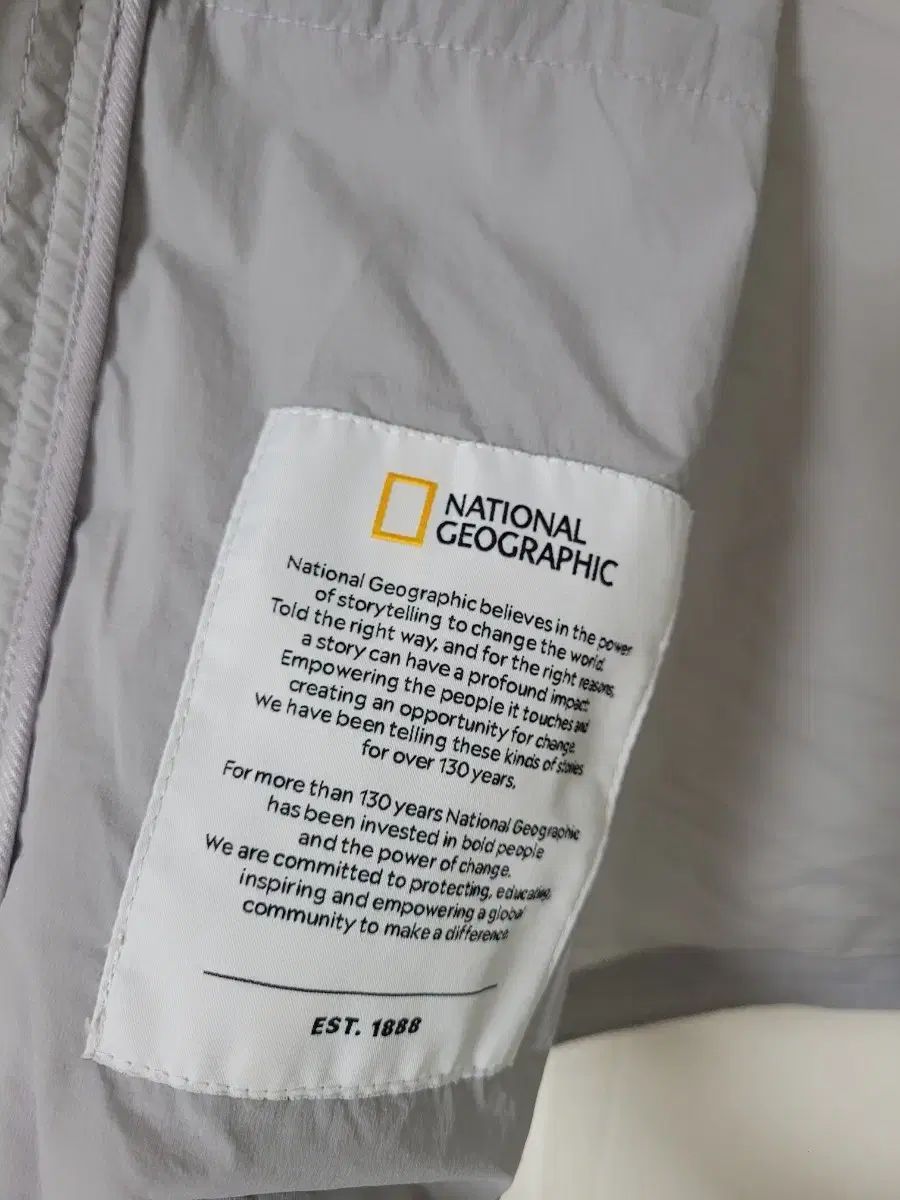 NATIONAL
GEOGRAPHIC
National Geographic believes in the power
of storytelling to change the world.
Told the right way, and for the right reasons,
a story can have a profound impact:
Empowering the people it touches and
creating an opportunity for change.
We have been telling these kinds of stories
for over 130 years.
For more than 130 years National Geographic
has been invested in bold people
and the power of change.
We are committed to protecting, educating,
inspiring and empowering a global
community to make a difference.
EST. 1888